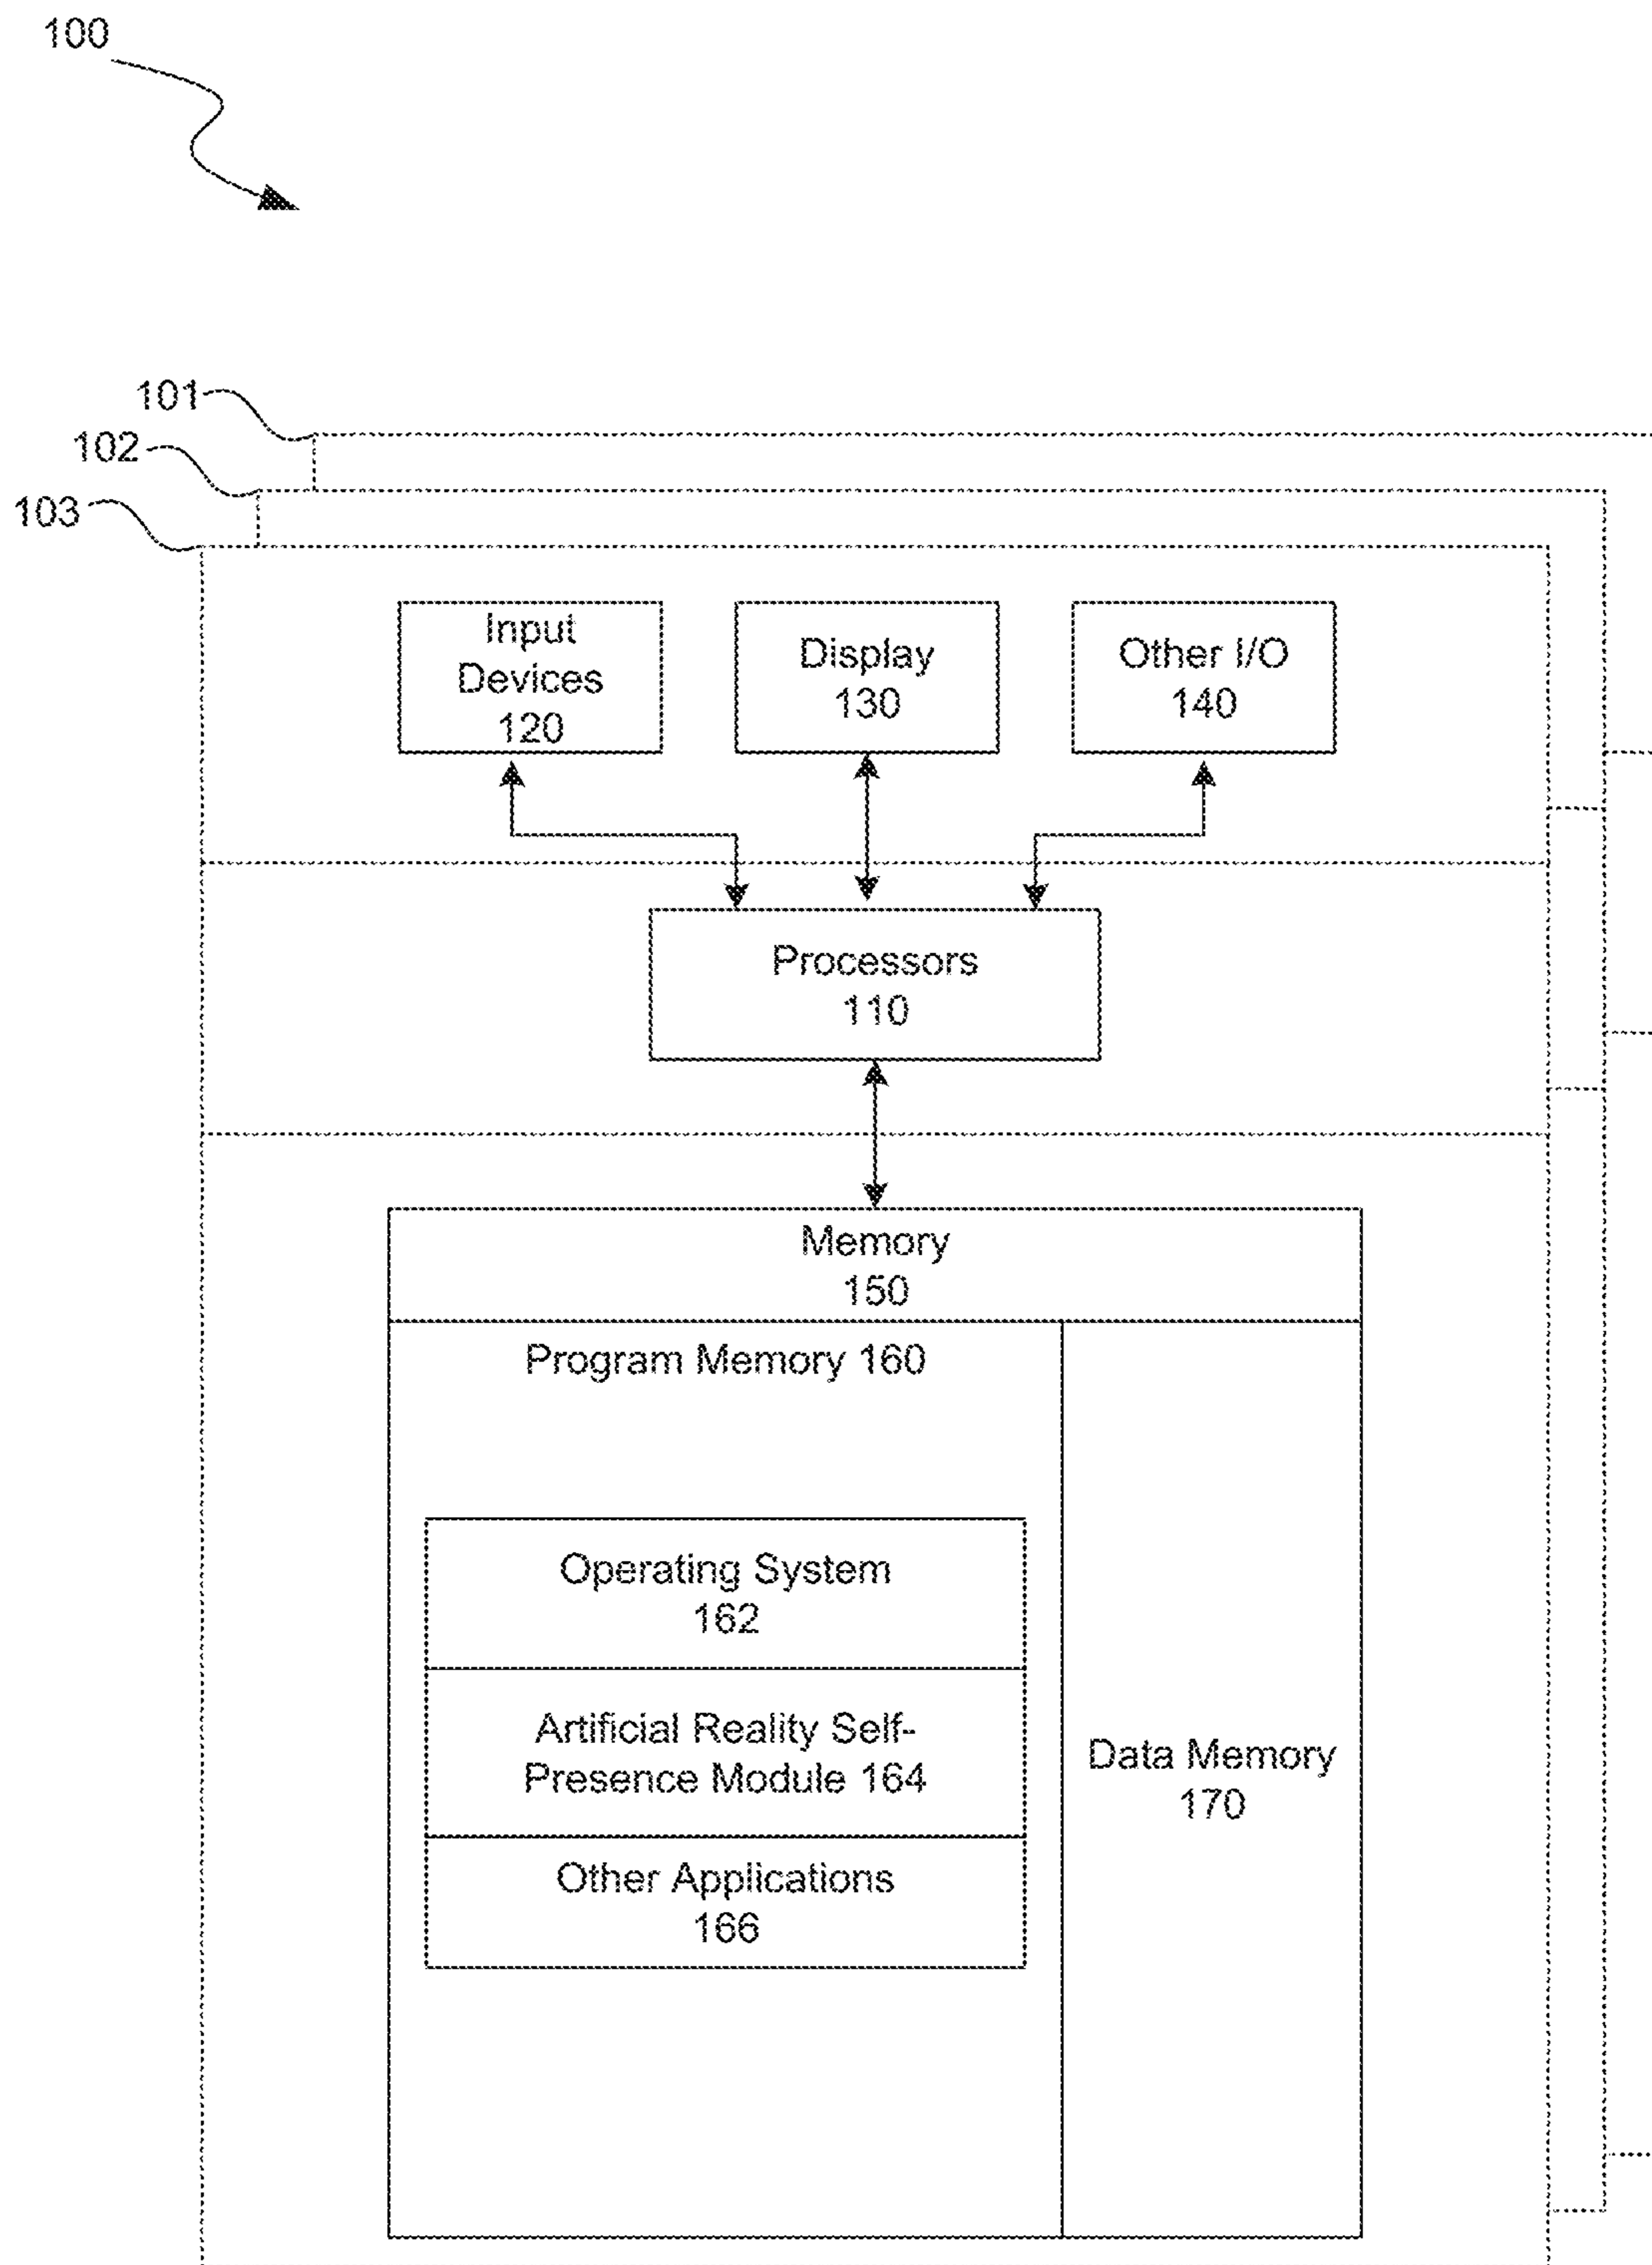 100
101
102
103
Input
Devices
120
Display
130
Other I/O
140
Processors
110
Memory
150
Program Memory 160
Operating System
162
Artificial Reality Self-
Presence Module 164
Other Applications
166
Data Memory
170